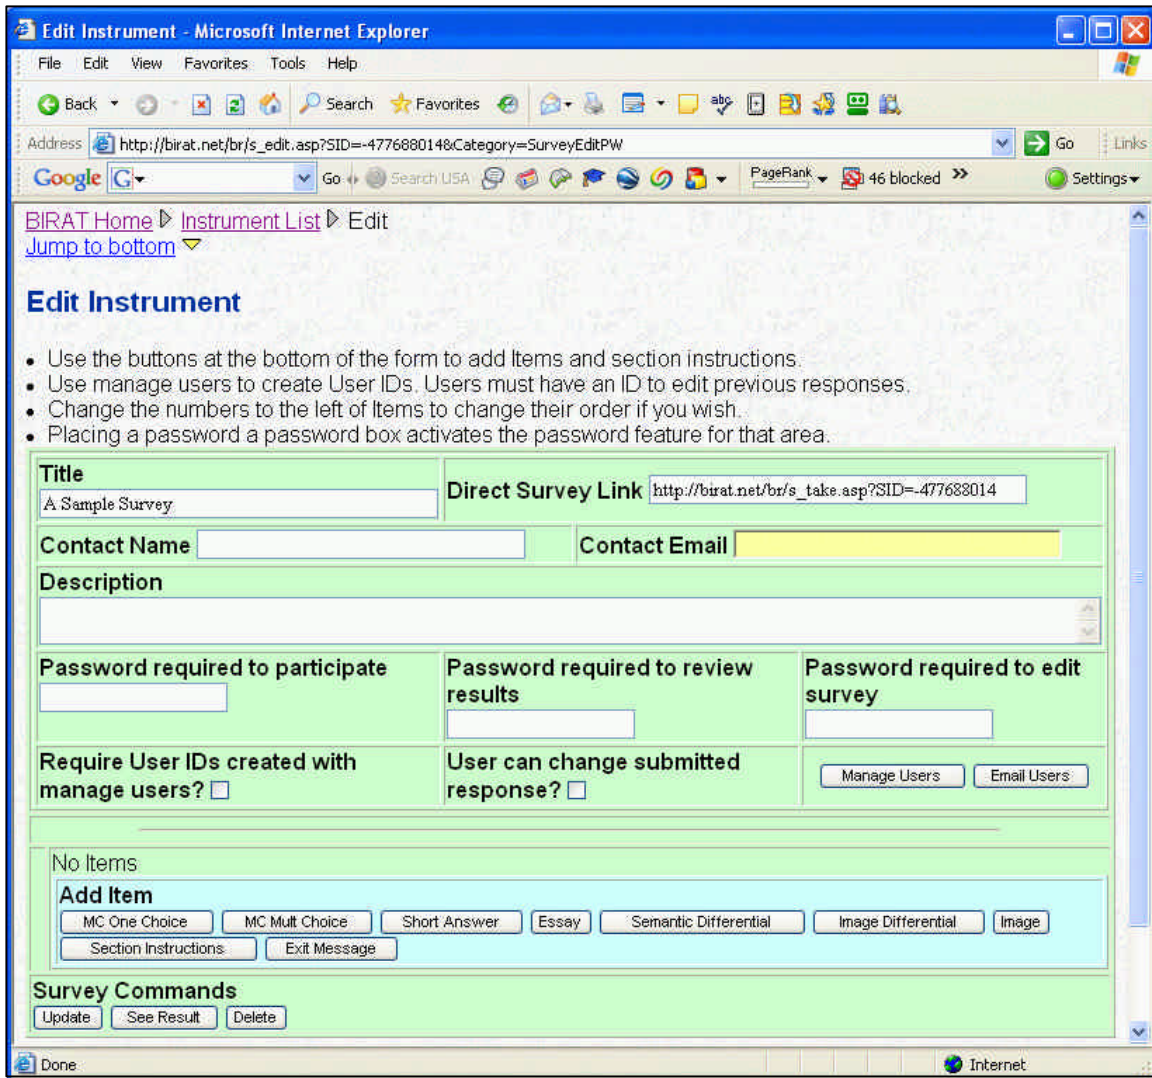 Edit Instrument - Microsoft Internet Explorer
File Edit View Favorites Tools Help
Back Search Favorites
Address http://birat.net/br/s_edit.asp?SID=-477688014&Category=SurveyEditPW Go Links
Google G Go Search USA PageRank 46 blocked » Settings
BIRAT Home Instrument List Edit
Jump to bottom
Edit Instrument
• Use the buttons at the bottom of the form to add Items and section instructions.
• Use manage users to create User IDs. Users must have an ID to edit previous responses.
• Change the numbers to the left of Items to change their order if you wish.
• Placing a password a password box activates the password feature for that area.
Title
A Sample Survey
Direct Survey Link http://birat.net/br/s_take.asp?SID=-477688014
Contact Name Contact Email
Description
Password required to participate
Password required to review
results
Password required to edit
survey
Require User IDs created with
manage users?
User can change submitted
response?
Manage Users Email Users
No Items
Add Item
MC One Choice MC Mult Choice Short Answer Essay Semantic Differential Image Differential Image
Section Instructions Exit Message
Survey Commands
Update See Result Delete
Done Internet